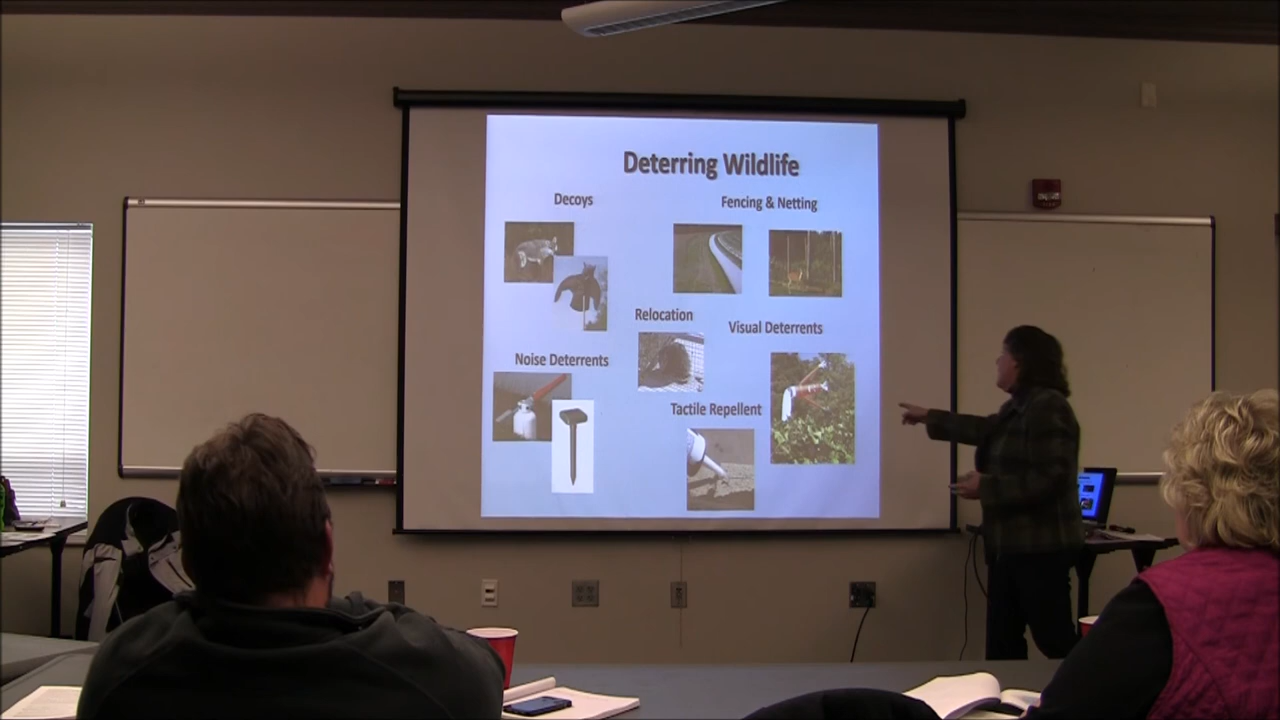 Deterring Wildlife
Decoys
Fencing & Netting
Relocation
Visual Deterrents
Noise Deterrents
Tactile Repellent